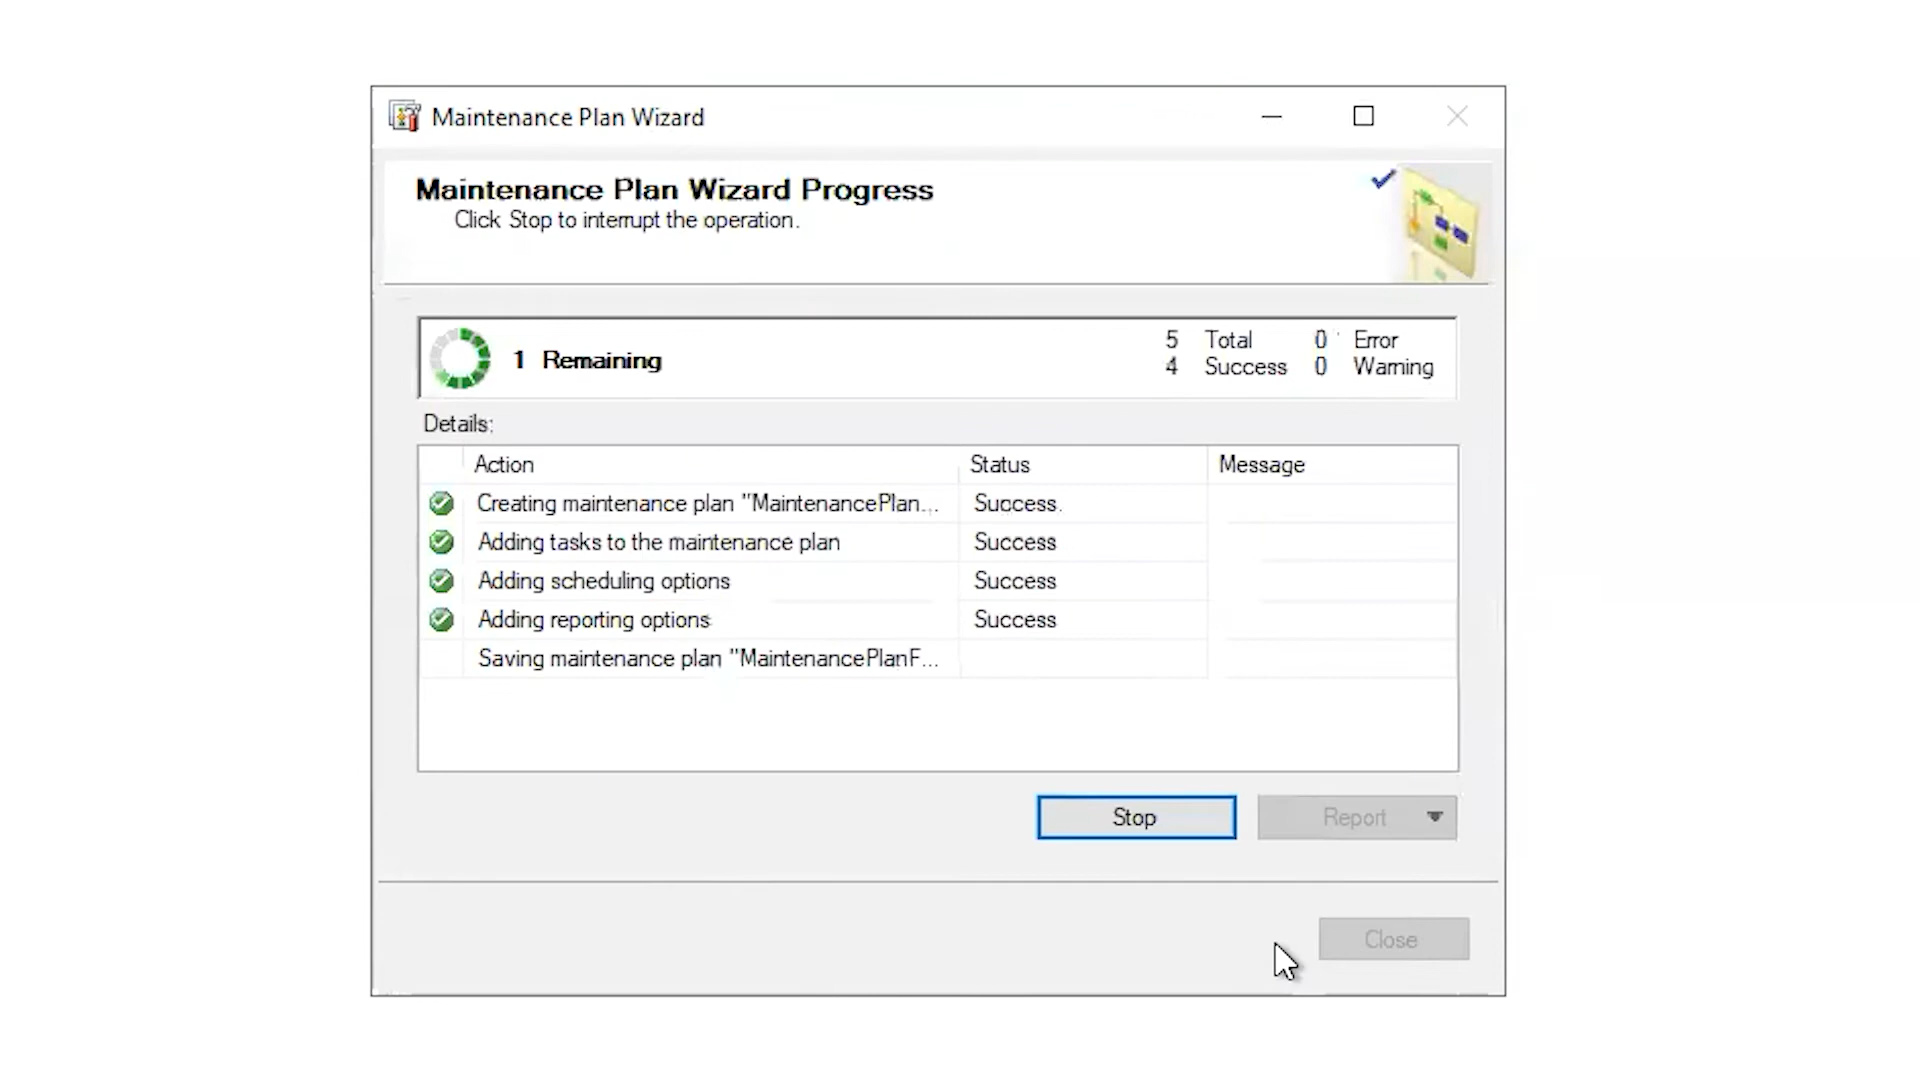 Maintenance Plan Wizard
Maintenance Plan Wizard Progress
Click Stop to interrupt the operation.
1 Remaining
5 Total 0 Error
4 Success 0 Warning
Details:
Action Status Message
Creating maintenance plan "MaintenancePlan... Success.
Adding tasks to the maintenance plan Success
Adding scheduling options Success
Adding reporting options Success
Saving maintenance plan "MaintenancePlanF...
Stop Report
Close